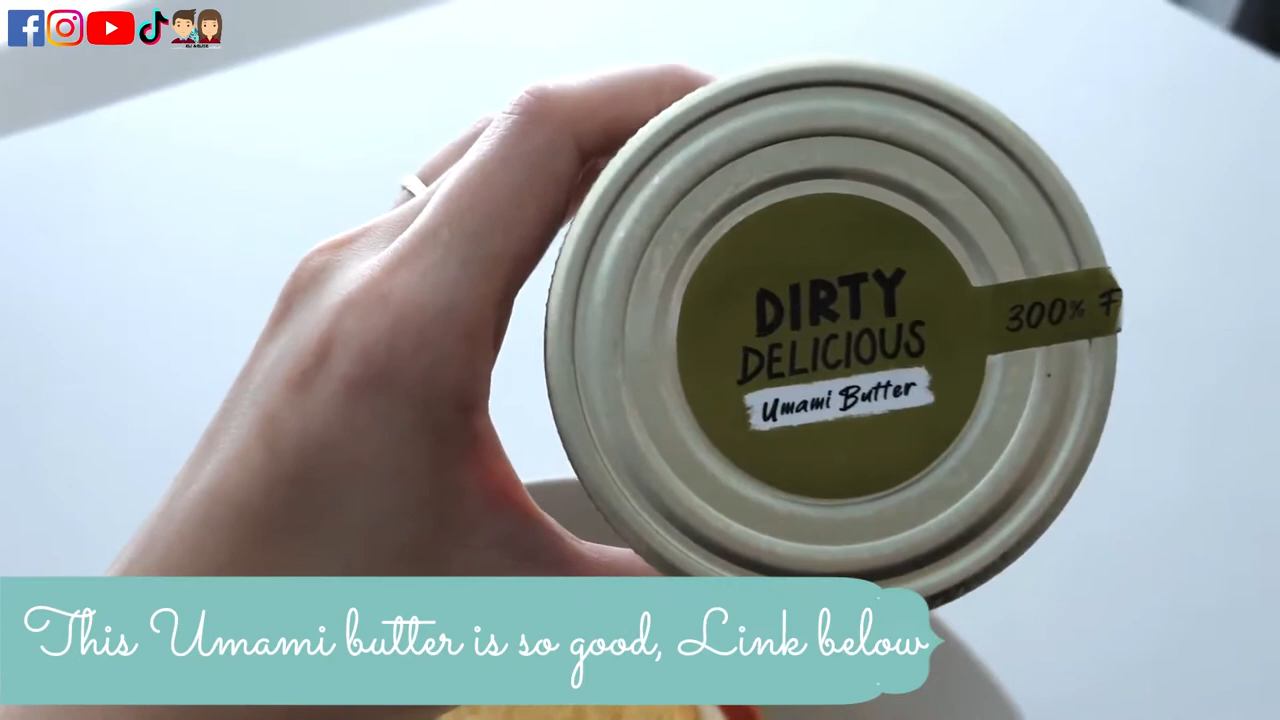 DIRTY
DELICIOUS
Umami Butter
300% F
This Umami butter is so good, Link below